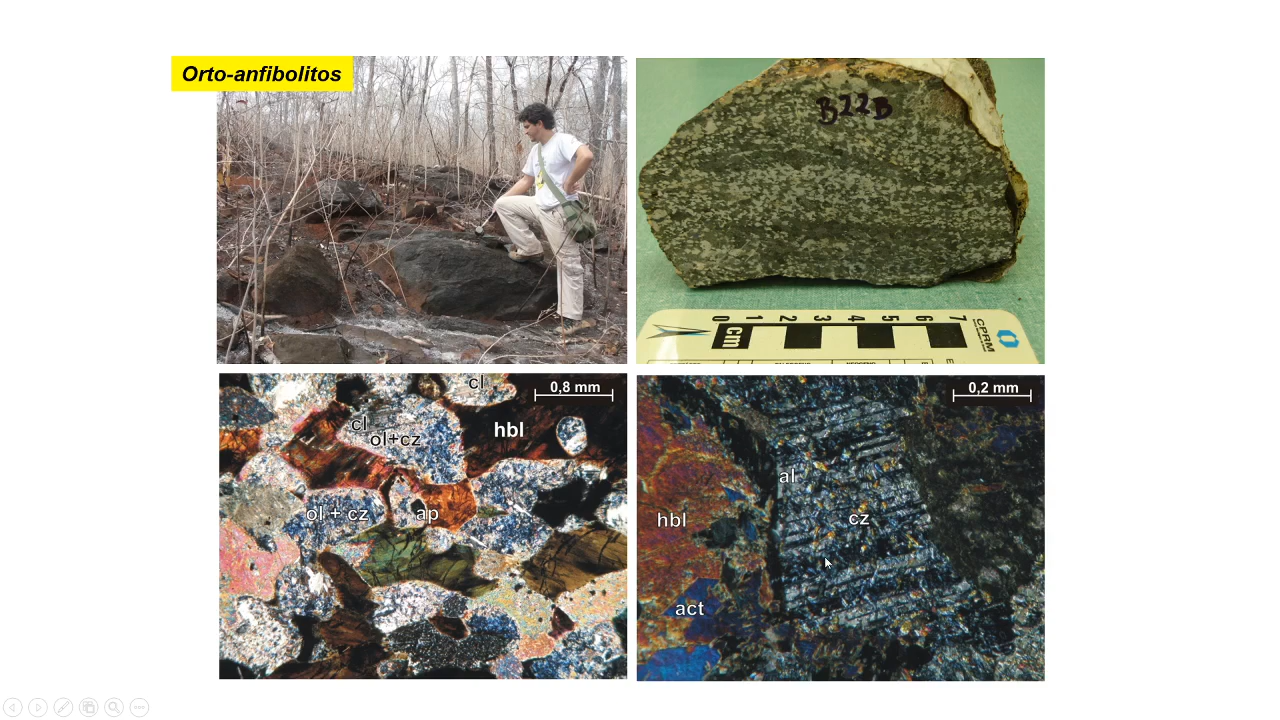 Orto-anfibolitos
B22B
0 1 2 3 4 5 6 7
cm
CPRM
0,8 mm
cl
cl
ol+cz
hbl
ol + cz
ap
0,2 mm
al
hbl
cz
act